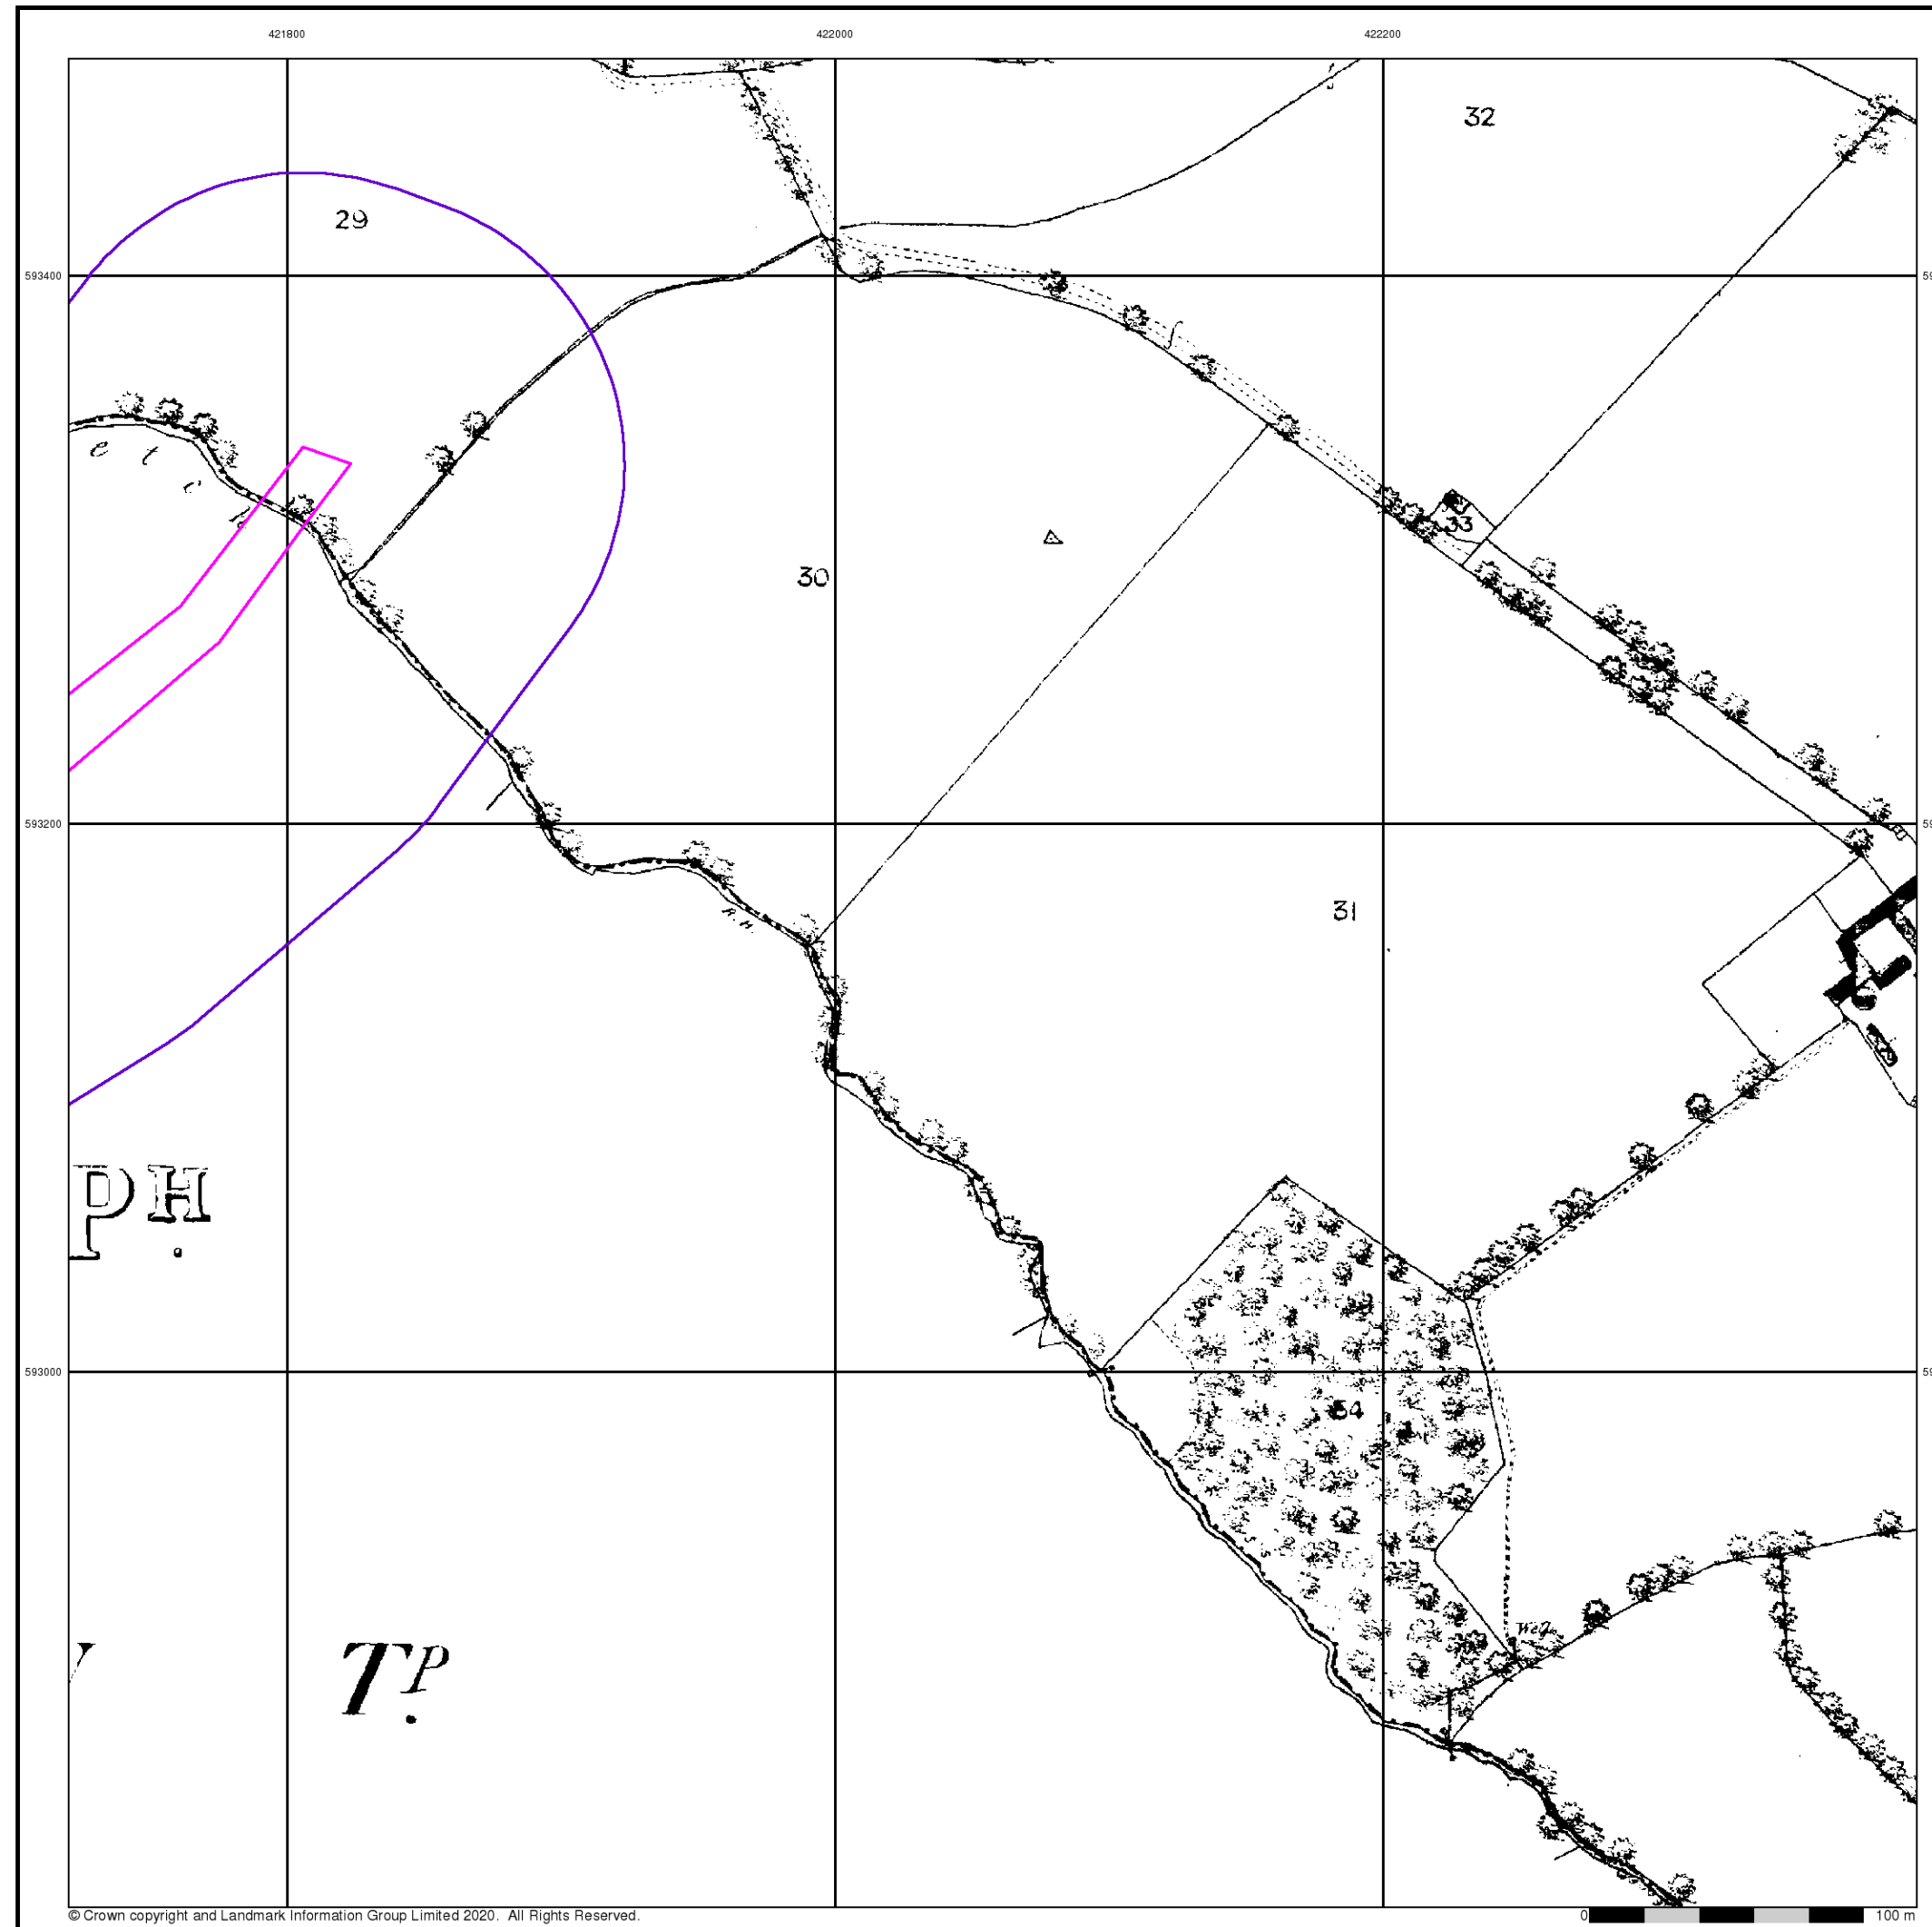 421800 422000 422200
32
29
593400
e t c h
33
30
593200
31
R.H.
PH.
593000
34
Well
TP.
© Crown copyright and Landmark Information Group Limited 2020. All Rights Reserved.
0 100 m